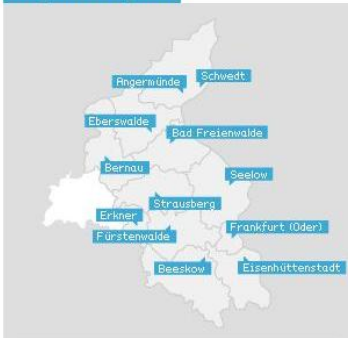 Schwedt
Angermünde
Eberswalde
Bad Freienwalde
Bernau
Seelow
Strausberg
Erkner
Frankfurt (Oder)
Fürstenwalde
Beeskow
Eisenhüttenstadt